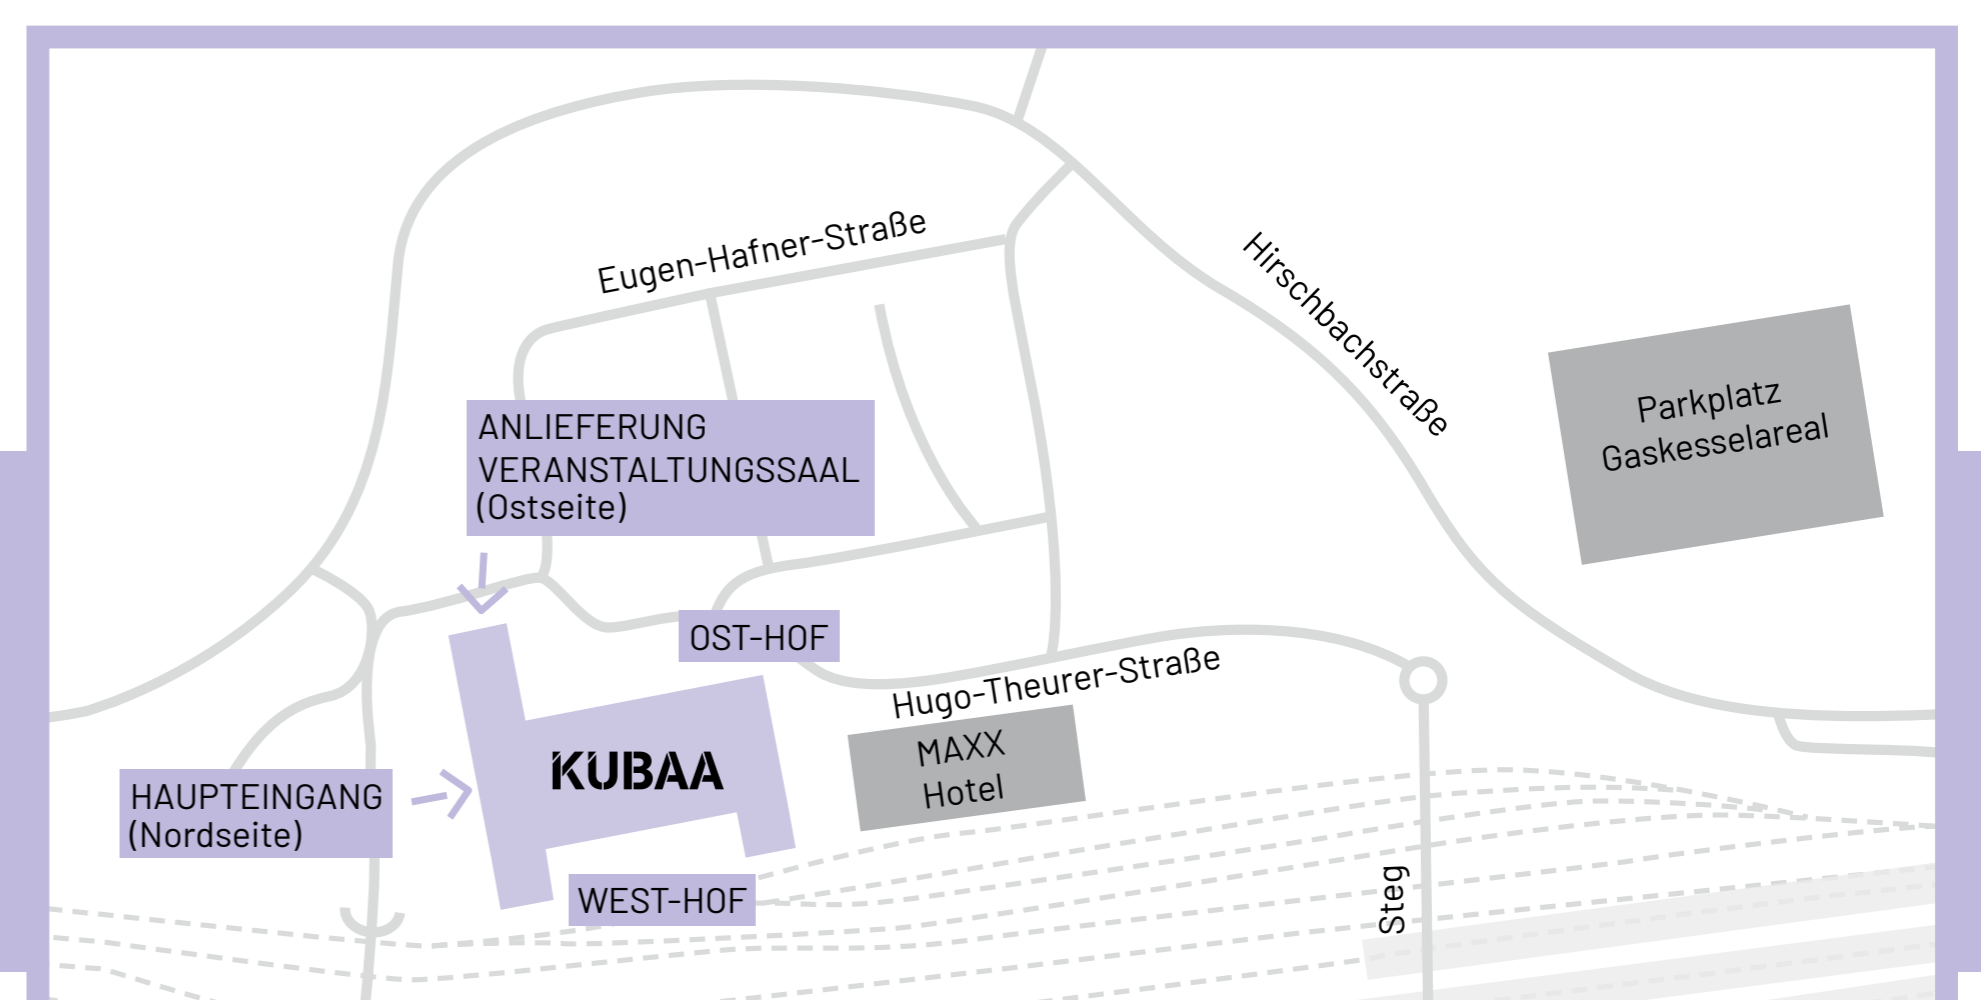 Eugen-Hafner-Straße
Hirschbachstraße
Parkplatz
Gaskesselareal
ANLIEFERUNG
VERANSTALTUNGSSAAL
(Ostseite)
OST-HOF
Hugo-Theurer-Straße
MAXX
Hotel
KUBAA
HAUPTEINGANG
(Nordseite)
WEST-HOF
Steg